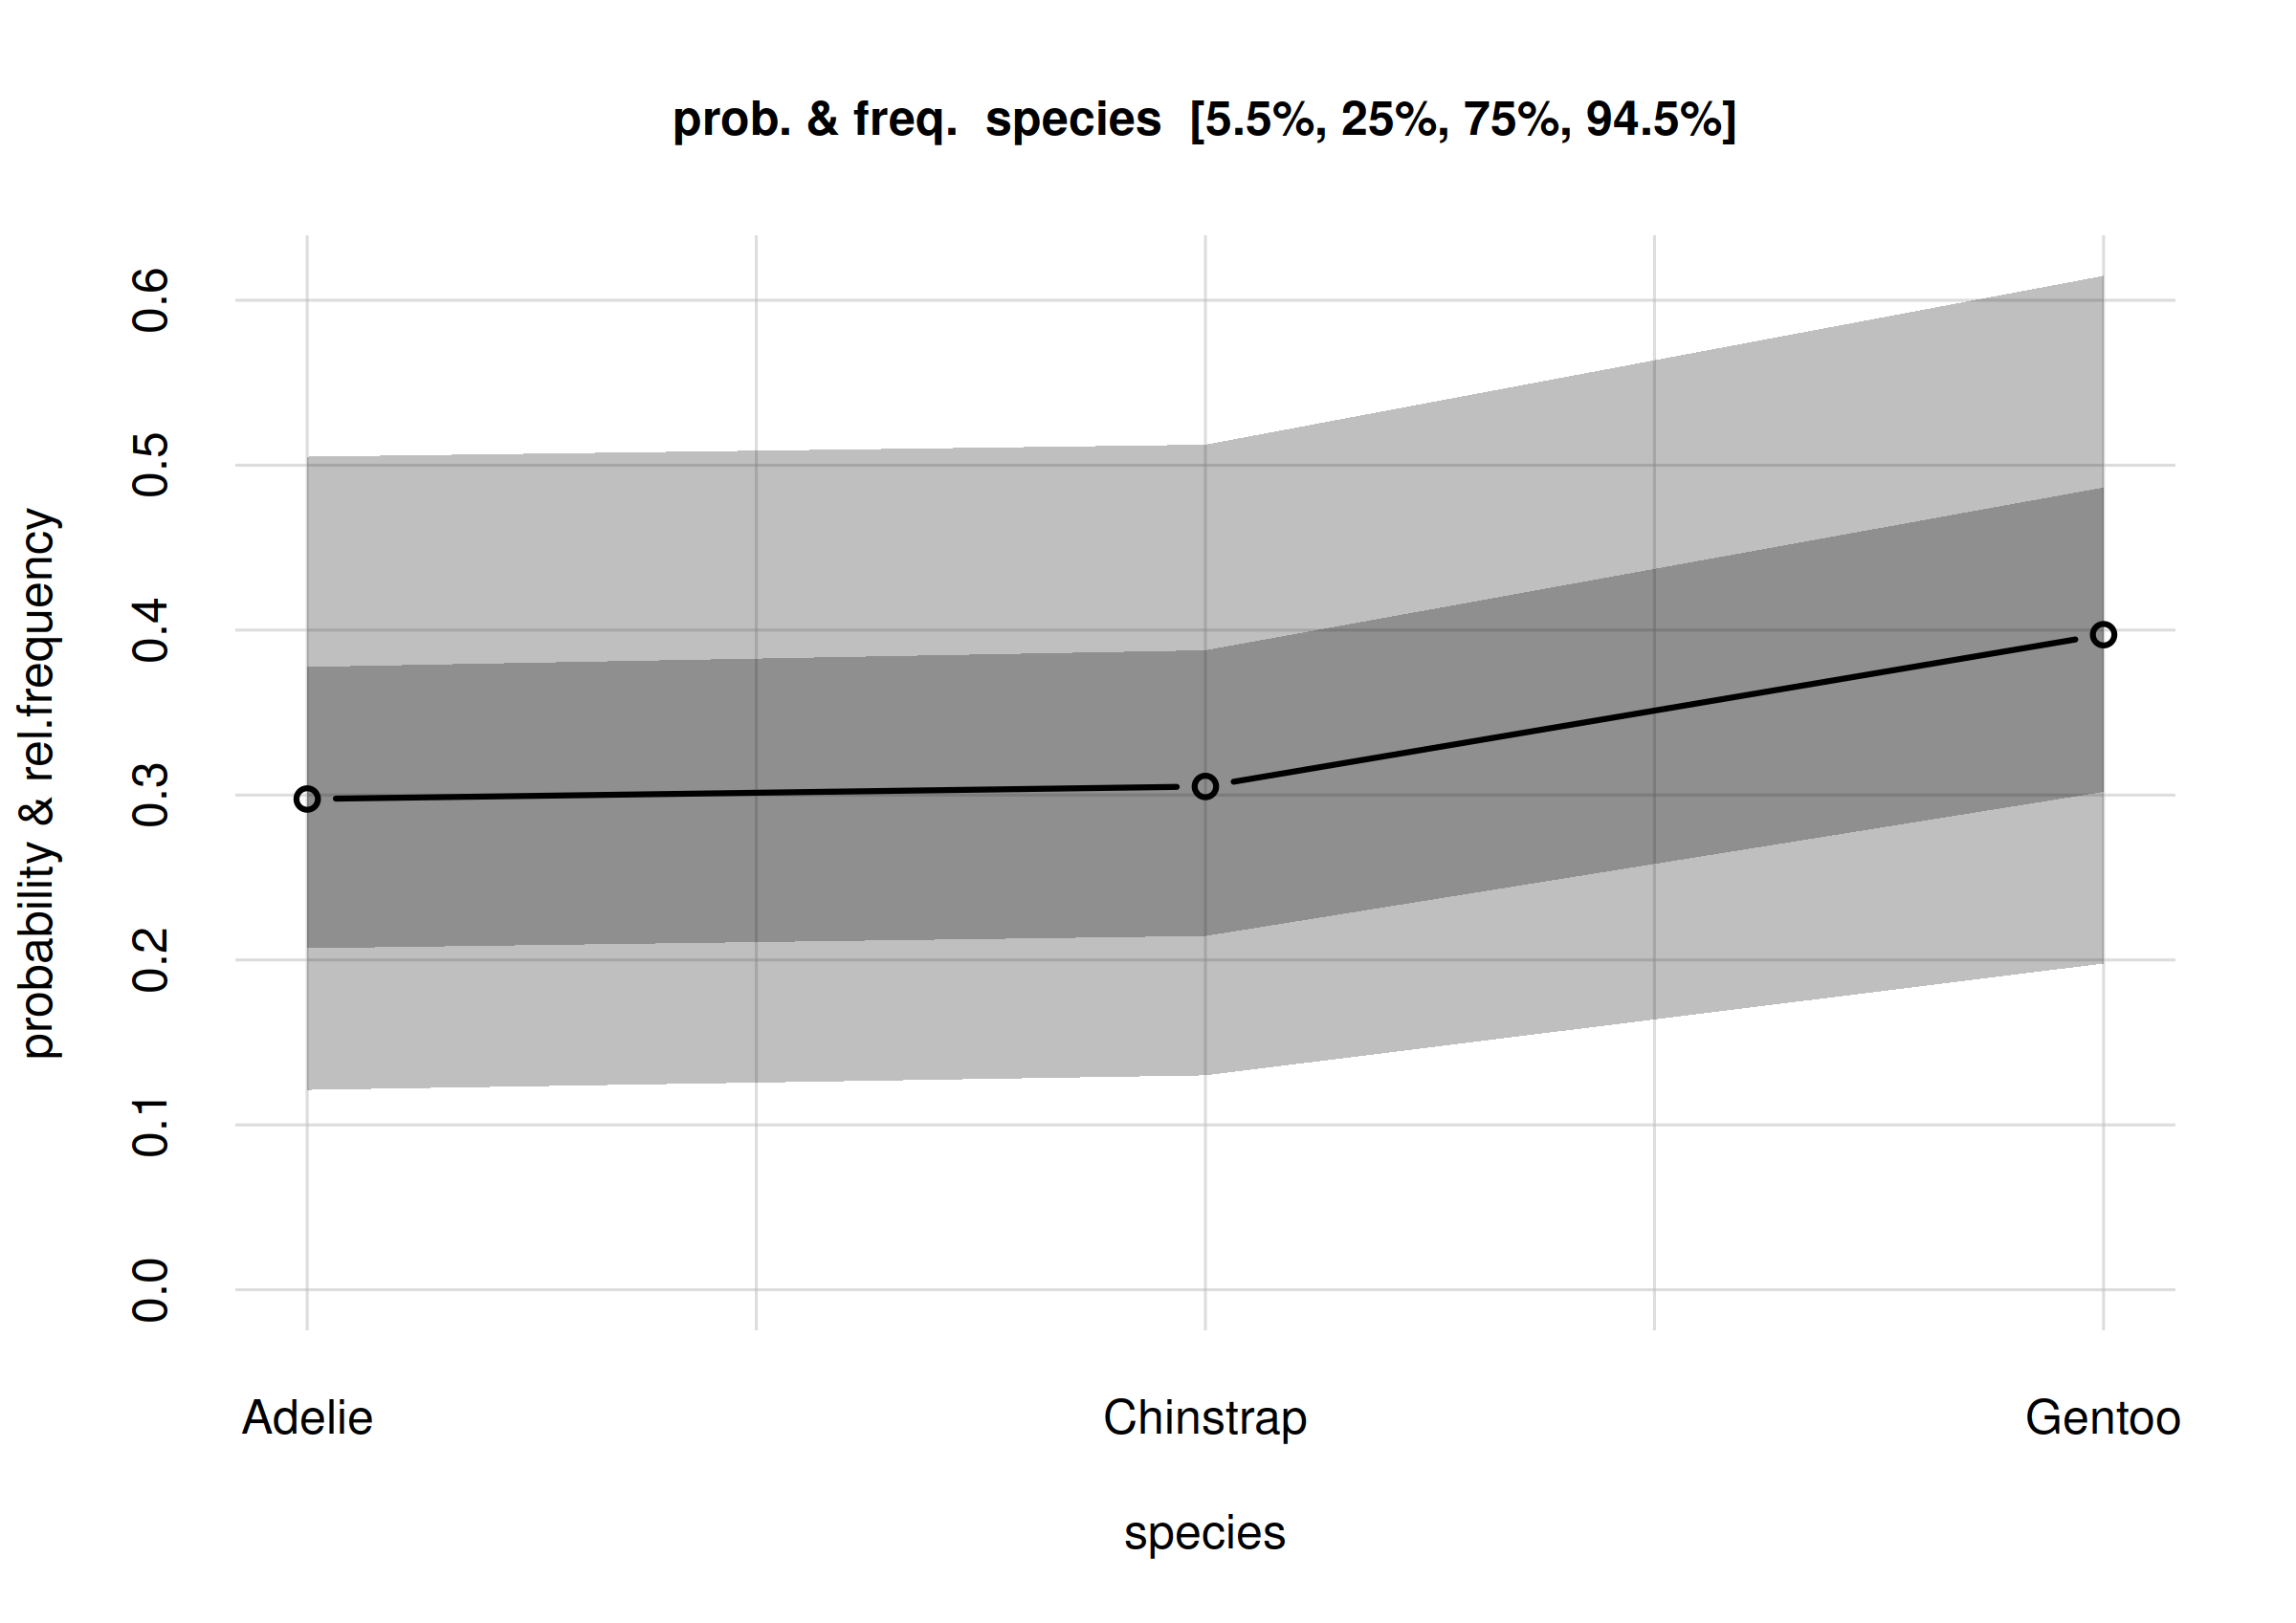 prob. & freq.  species  [5.5%, 25%, 75%, 94.5%]
probability & rel.frequency
0.6
0.5
0.4
0.3
0.2
0.1
0.0
Adelie
Chinstrap
Gentoo
species